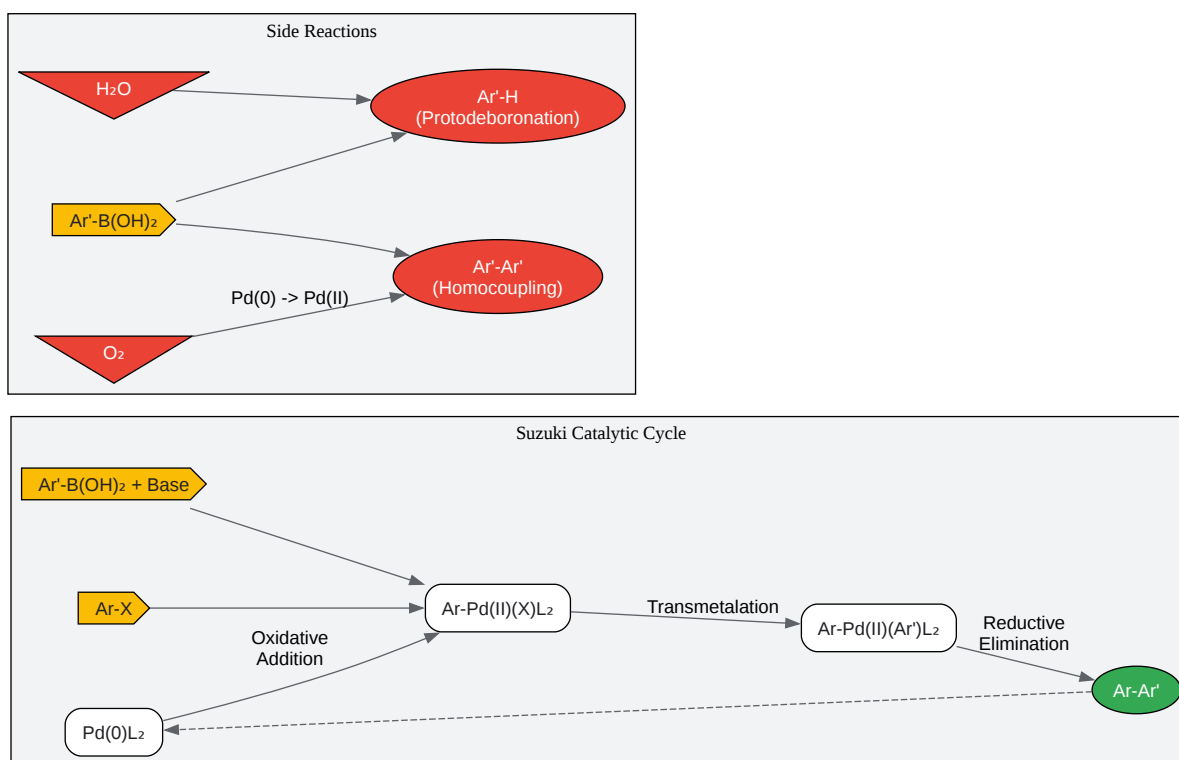 Side Reactions
H₂O
Ar'-H
(Protodeboronation)
Ar'-B(OH)₂
Ar'-Ar'
(Homocoupling)
Pd(0) -> Pd(II)
O₂
Suzuki Catalytic Cycle
Ar'-B(OH)₂ + Base
Ar-X
Ar-Pd(II)(X)L₂
Transmetalation
Ar-Pd(II)(Ar')L₂
Reductive
Elimination
Oxidative
Addition
Ar-Ar'
Pd(0)L₂